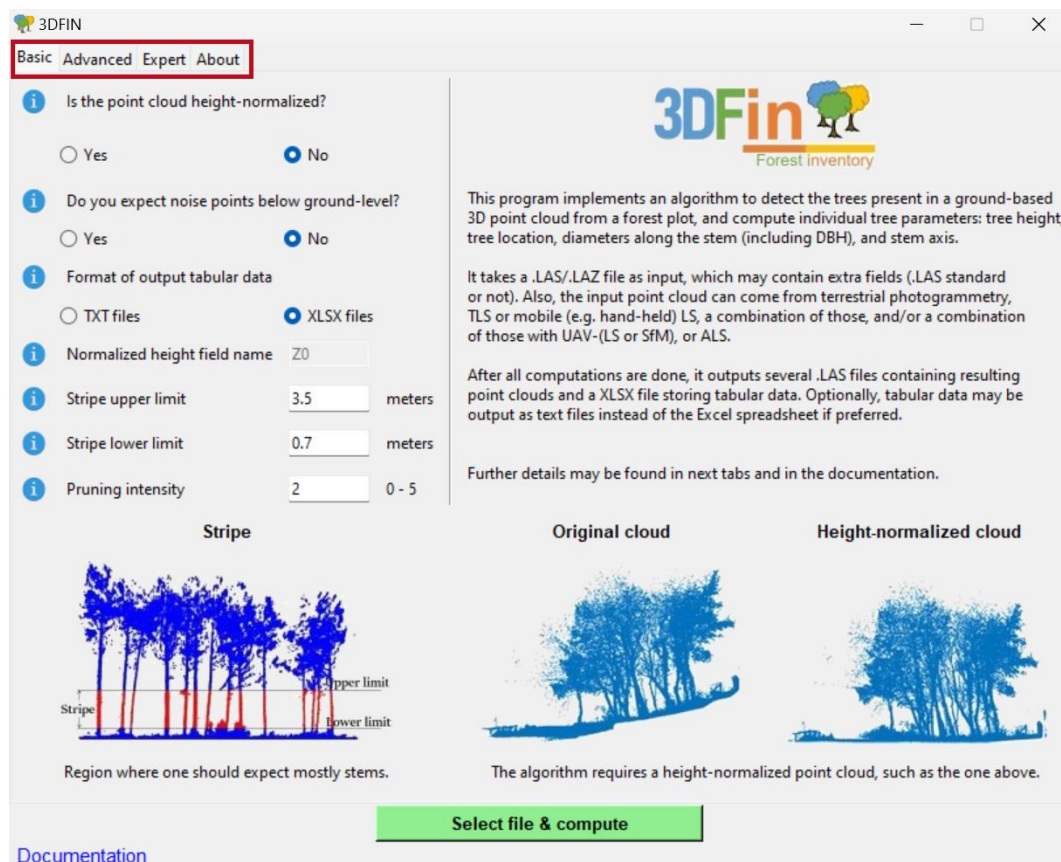 3DFIN
Basic Advanced Expert About
Is the point cloud height-normalized?
Yes No
Do you expect noise points below ground-level?
Yes No
Format of output tabular data
TXT files XLSX files
Normalized height field name Z0
Stripe upper limit 3.5 meters
Stripe lower limit 0.7 meters
Pruning intensity 2 0 - 5
3DFin
Forest inventory
This program implements an algorithm to detect the trees present in a ground-based
3D point cloud from a forest plot, and compute individual tree parameters: tree height,
tree location, diameters along the stem (including DBH), and stem axis.
It takes a .LAS/.LAZ file as input, which may contain extra fields (.LAS standard
or not). Also, the input point cloud can come from terrestrial photogrammetry,
TLS or mobile (e.g. hand-held) LS, a combination of those, and/or a combination
of those with UAV-(LS or SfM), or ALS.
After all computations are done, it outputs several .LAS files containing resulting
point clouds and a XLSX file storing tabular data. Optionally, tabular data may be
output as text files instead of the Excel spreadsheet if preferred.
Further details may be found in next tabs and in the documentation.
Stripe
Upper limit
Stripe
Lower limit
Region where one should expect mostly stems.
Original cloud Height-normalized cloud
The algorithm requires a height-normalized point cloud, such as the one above.
Select file & compute
Documentation